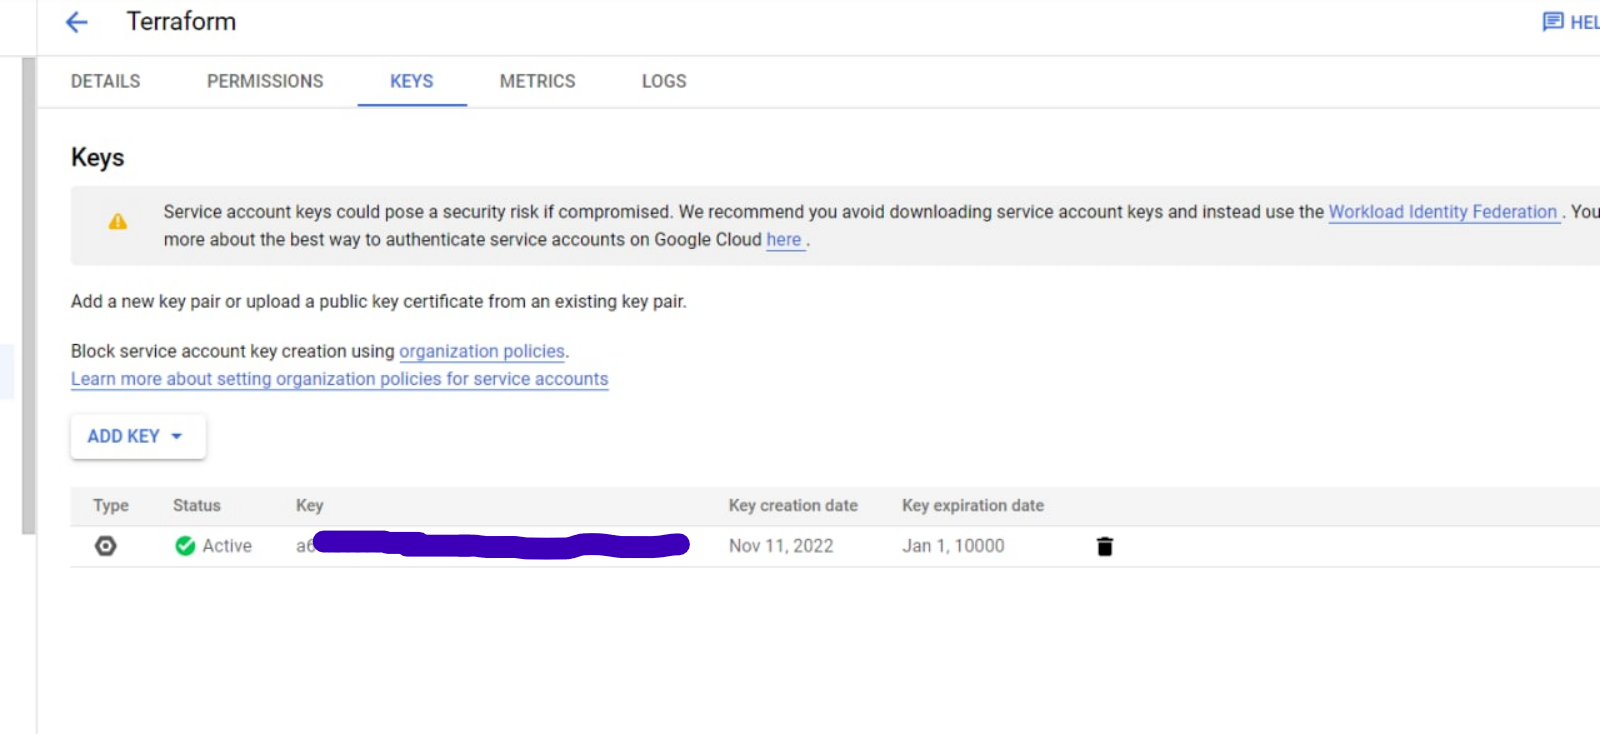 Terraform
HEL
DETAILS PERMISSIONS KEYS METRICS LOGS
Keys
Service account keys could pose a security risk if compromised. We recommend you avoid downloading service account keys and instead use the Workload Identity Federation . You
more about the best way to authenticate service accounts on Google Cloud here .
Add a new key pair or upload a public key certificate from an existing key pair.
Block service account key creation using organization policies.
Learn more about setting organization policies for service accounts
ADD KEY
Type Status Key Key creation date Key expiration date
Active a6 Nov 11, 2022 Jan 1, 10000